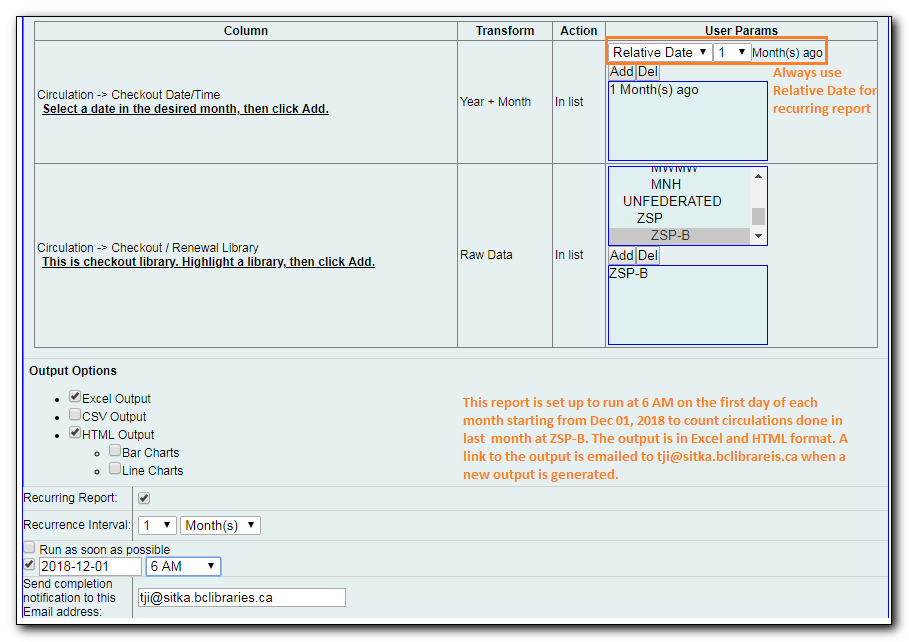 Column Transform Action User Params
Relative Date 1 Month(s) ago
Add Del
Always use
Relative Date for
recurring report
1 Month(s) ago
Circulation -> Checkout Date/Time
Select a date in the desired month, then click Add.
Year + Month
In list
MWMW
MNH
UNFEDERATED
ZSP
ZSP-B
Circulation -> Checkout / Renewal Library
This is checkout library. Highlight a library, then click Add.
Raw Data
In list
Add Del
ZSP-B
Output Options
Excel Output
CSV Output
HTML Output
Bar Charts
Line Charts
This report is set up to run at 6 AM on the first day of each
month starting from Dec 01, 2018 to count circulations done in
last month at ZSP-B. The output is in Excel and HTML format. A
link to the output is emailed to tji@sitka.bclibrareis.ca when a
new output is generated.
Recurring Report:
Recurrence Interval: 1 Month(s)
Run as soon as possible
2018-12-01 6 AM
Send completion
notification to this
Email address:
tji@sitka.bclibraries.ca